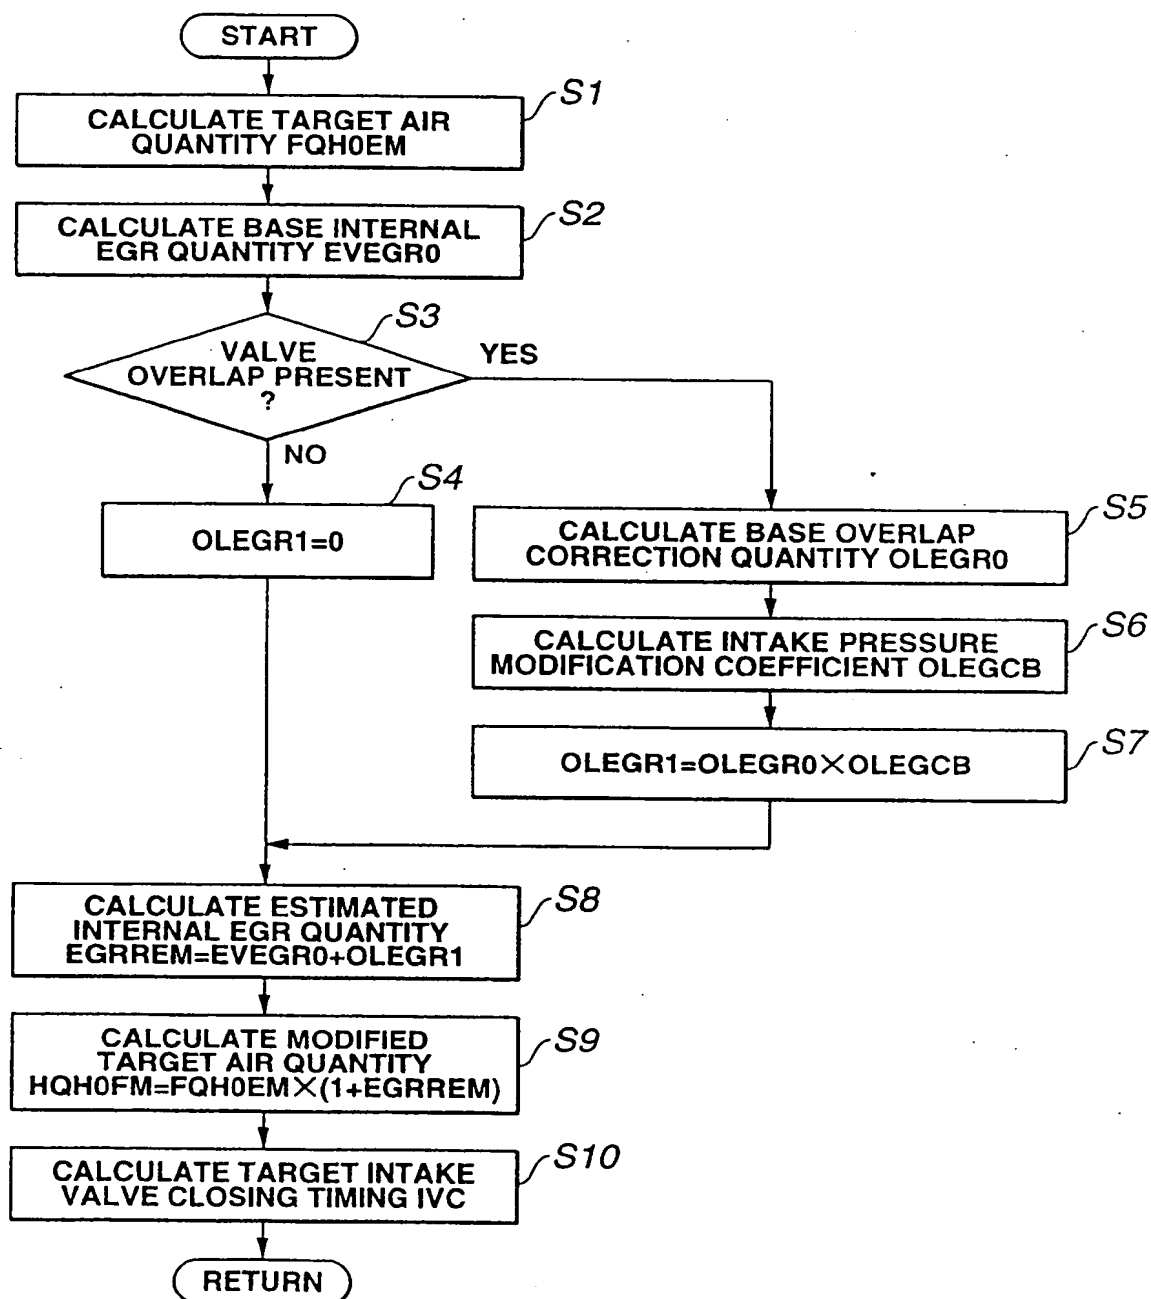 START
S1
CALCULATE TARGET AIR
QUANTITY FQH0EM
S2
CALCULATE BASE INTERNAL
EGR QUANTITY EVEGR0
S3
VALVE
OVERLAP PRESENT
?
YES
NO
S4
OLEGR1=0
S5
CALCULATE BASE OVERLAP
CORRECTION QUANTITY OLEGR0
S6
CALCULATE INTAKE PRESSURE
MODIFICATION COEFFICIENT OLEGCB
S7
OLEGR1=OLEGR0×OLEGCB
S8
CALCULATE ESTIMATED
INTERNAL EGR QUANTITY
EGRREM=EVEGR0+OLEGR1
S9
CALCULATE MODIFIED
TARGET AIR QUANTITY
HQH0FM=FQH0EM×(1+EGRREM)
S10
CALCULATE TARGET INTAKE
VALVE CLOSING TIMING IVC
RETURN